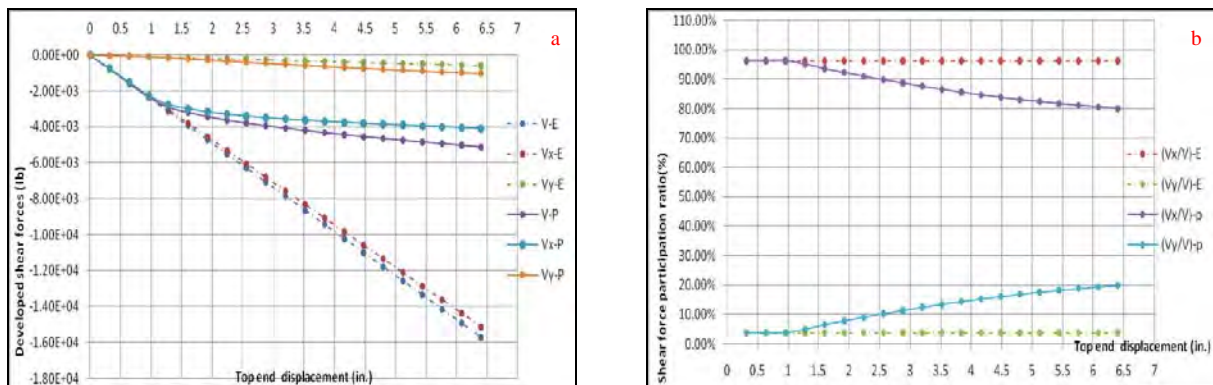 0 0.5 1 1.5 2 2.5 3 3.5 4 4.5 5 5.5 6 6.5 7
a
0.00E+00
-2.00E+03
-4.00E+03
-6.00E+03
-8.00E+03
-1.00E+04
-1.20E+04
-1.40E+04
-1.60E+04
-1.80E+04
Developed shear forces (lb)
Top end displacement (in.)
V-E
Vx-E
Vy-E
V-P
Vx-P
Vy-P
b
110.00%
100.00%
90.00%
80.00%
70.00%
60.00%
50.00%
40.00%
30.00%
20.00%
10.00%
0.00%
Shear force participation ratio(%)
(Vx/V)-E
(Vy/V)-E
(Vx/V)-p
(Vy/V)-p
Top end displacement (in.)
0 0.5 1 1.5 2 2.5 3 3.5 4 4.5 5 5.5 6 6.5 7